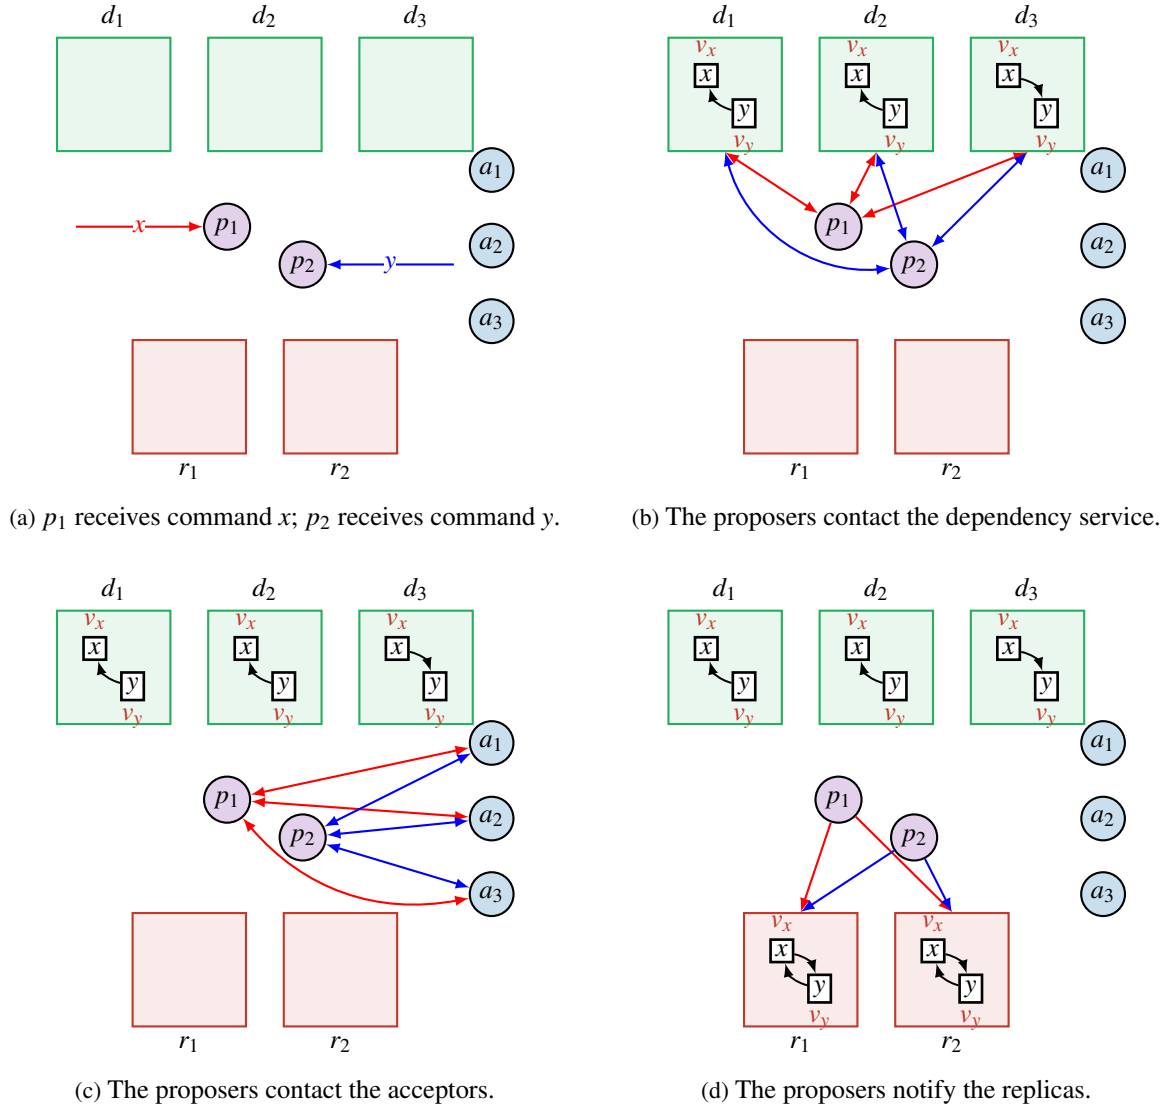 d1 d2 d3
a1
x p1
a2
p2 y
a3
r1 r2
(a) p1 receives command x; p2 receives command y.
d1 d2 d3
vx vx vx
x x x
y y y
vy vy vy
a1
p1
a2
p2
a3
r1 r2
(b) The proposers contact the dependency service.
d1 d2 d3
vx vx vx
x x x
y y y
vy vy vy
a1
p1
a2
p2
a3
r1 r2
(c) The proposers contact the acceptors.
d1 d2 d3
vx vx vx
x x x
y y y
vy vy vy
a1
p1
a2
p2
a3
vx vx
x x
y y
vy vy
r1 r2
(d) The proposers notify the replicas.